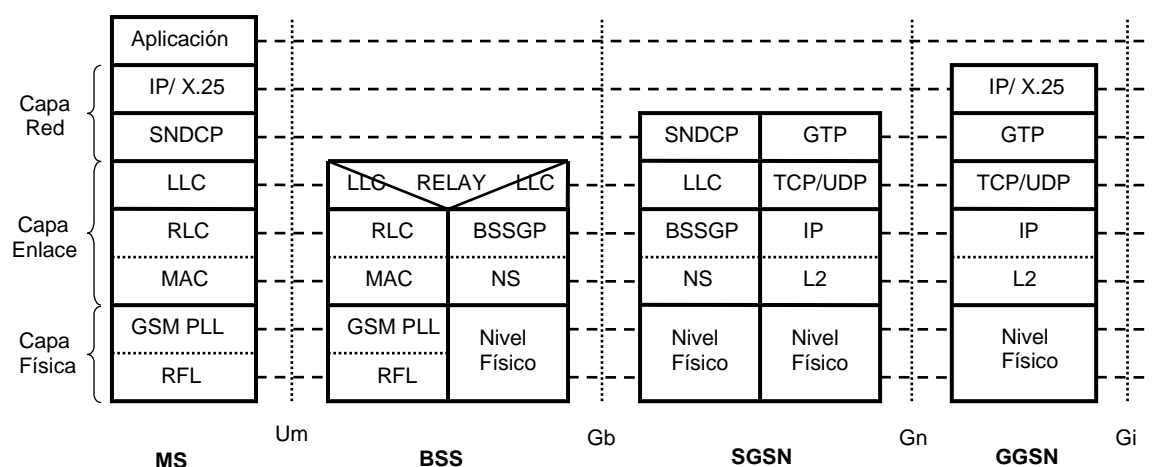 Aplicación
IP/ X.25
IP/ X.25
Capa
Red
SNDCP
SNDCP
GTP
GTP
LLC
LLC RELAY LLC
LLC
TCP/UDP
TCP/UDP
Capa
Enlace
RLC
RLC
BSSGP
BSSGP
IP
IP
MAC
MAC
NS
NS
L2
L2
Capa
Física
GSM PLL
GSM PLL
RFL
RFL
Nivel
Físico
Nivel
Físico
Nivel
Físico
Nivel
Físico
Um
Gb
Gn
Gi
MS
BSS
SGSN
GGSN